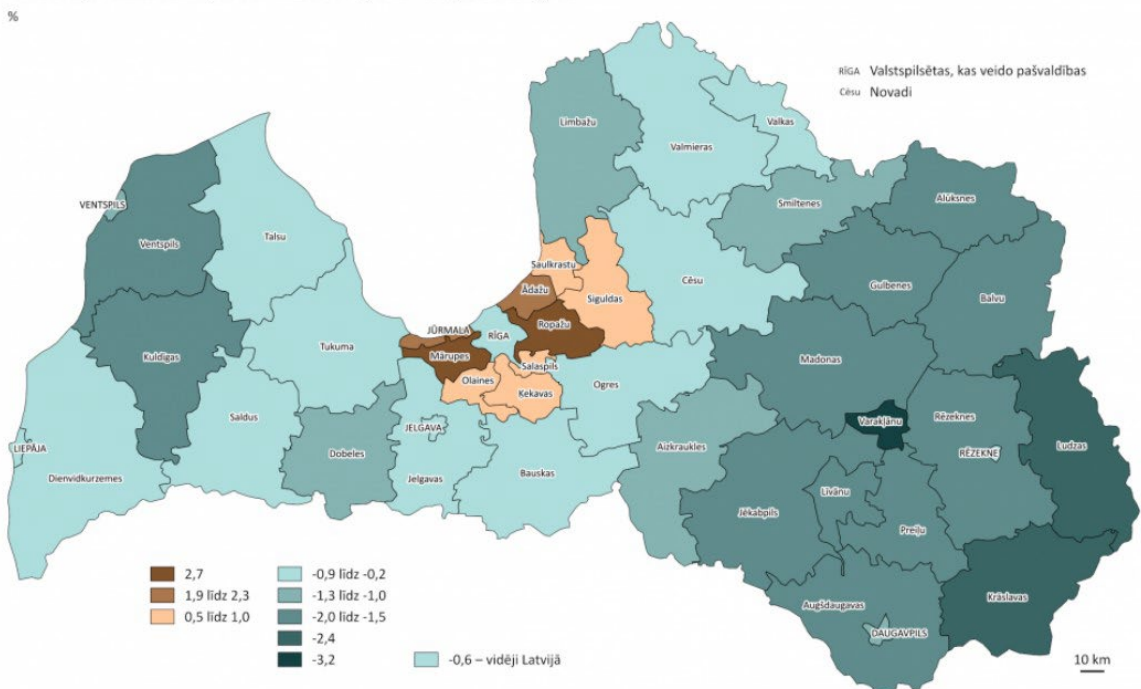 %
RĪGA Valstspilsētas, kas veido pašvaldības
Cēsu Novadi
Limbažu
Valmieras
Valkas
Smiltenes
Alūksnes
VENTSPILS
Ventspils
Talsu
Saulkrastu
Ādažu
Siguldas
Cēsu
Gulbenes
Balvu
Kuldīgas
Tukuma
JŪRMALA
RĪGA
Ropažu
Mārupes
Salaspils
Olaines
Ķekavas
Ogres
Madonas
Saldus
Dobeles
JELGAVA
Jelgavas
Bauskas
Aizkraukles
Varakļānu
Rēzeknes
RĒZEKNE
Ludzas
LIEPĀJA
Dienvidkurzemes
Jēkabpils
Līvānu
Preiļu
Augšdaugavas
DAUGAVPILS
Krāslavas
2,7
1,9 līdz 2,3
0,5 līdz 1,0
-0,9 līdz -0,2
-1,3 līdz -1,0
-2,0 līdz -1,5
-2,4
-3,2
-0,6 – vidēji Latvijā
10 km